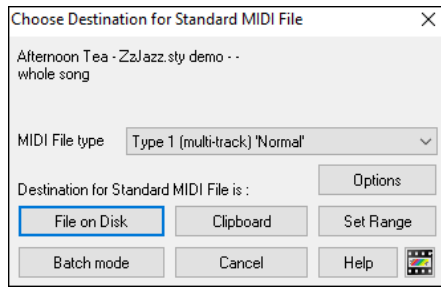 Choose Destination for Standard MIDI File
Afternoon Tea - ZzJazz.sty demo - -
whole song
MIDI File type Type 1 (multi-track) 'Normal'
Options
Destination for Standard MIDI File is :
File on Disk Clipboard Set Range
Batch mode Cancel Help